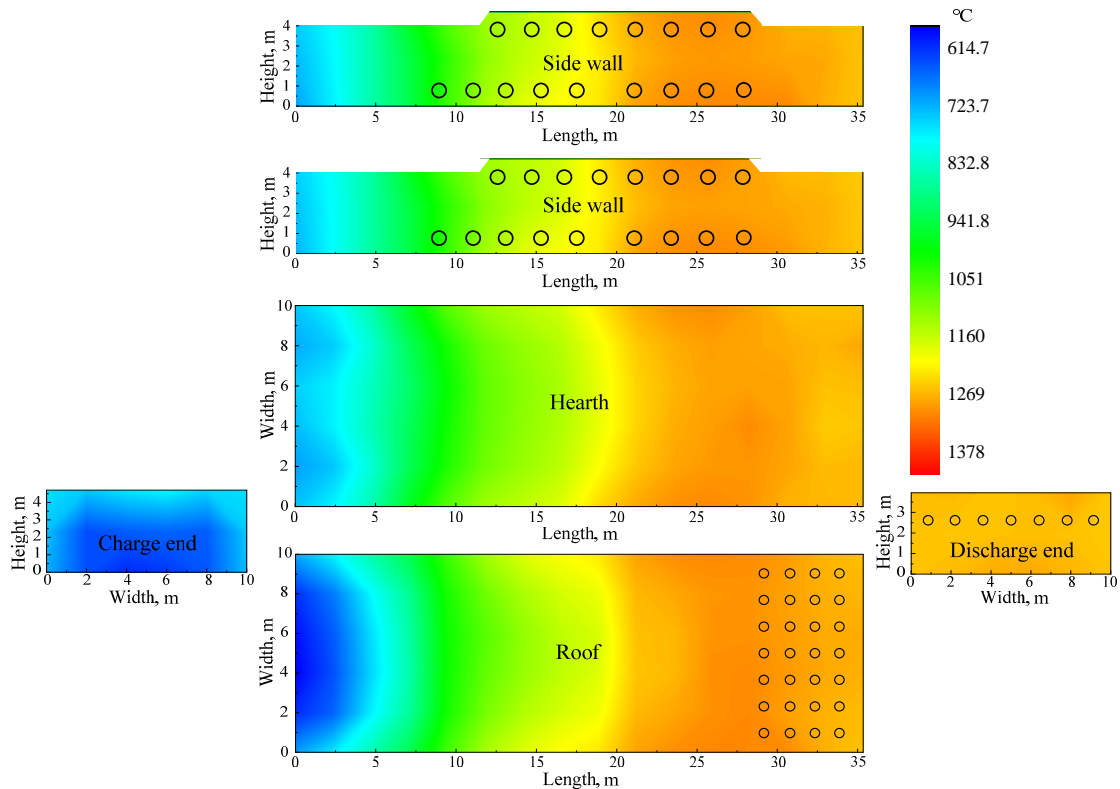 °C
4
3
2
1
0
Height, m
Side wall
0 5 10 15 20 25 30 35
Length, m
4
3
2
1
0
Height, m
Side wall
0 5 10 15 20 25 30 35
Length, m
614.7
723.7
832.8
941.8
1051
1160
1269
1378
10
8
6
4
2
0
Width, m
Hearth
0 5 10 15 20 25 30 35
Length, m
4
3
2
1
0
Height, m
Charge end
0 2 4 6 8 10
Width, m
3
2
1
0
Height, m
Discharge end
0 2 4 6 8 10
Width, m
10
8
6
4
2
0
Width, m
Roof
0 5 10 15 20 25 30 35
Length, m